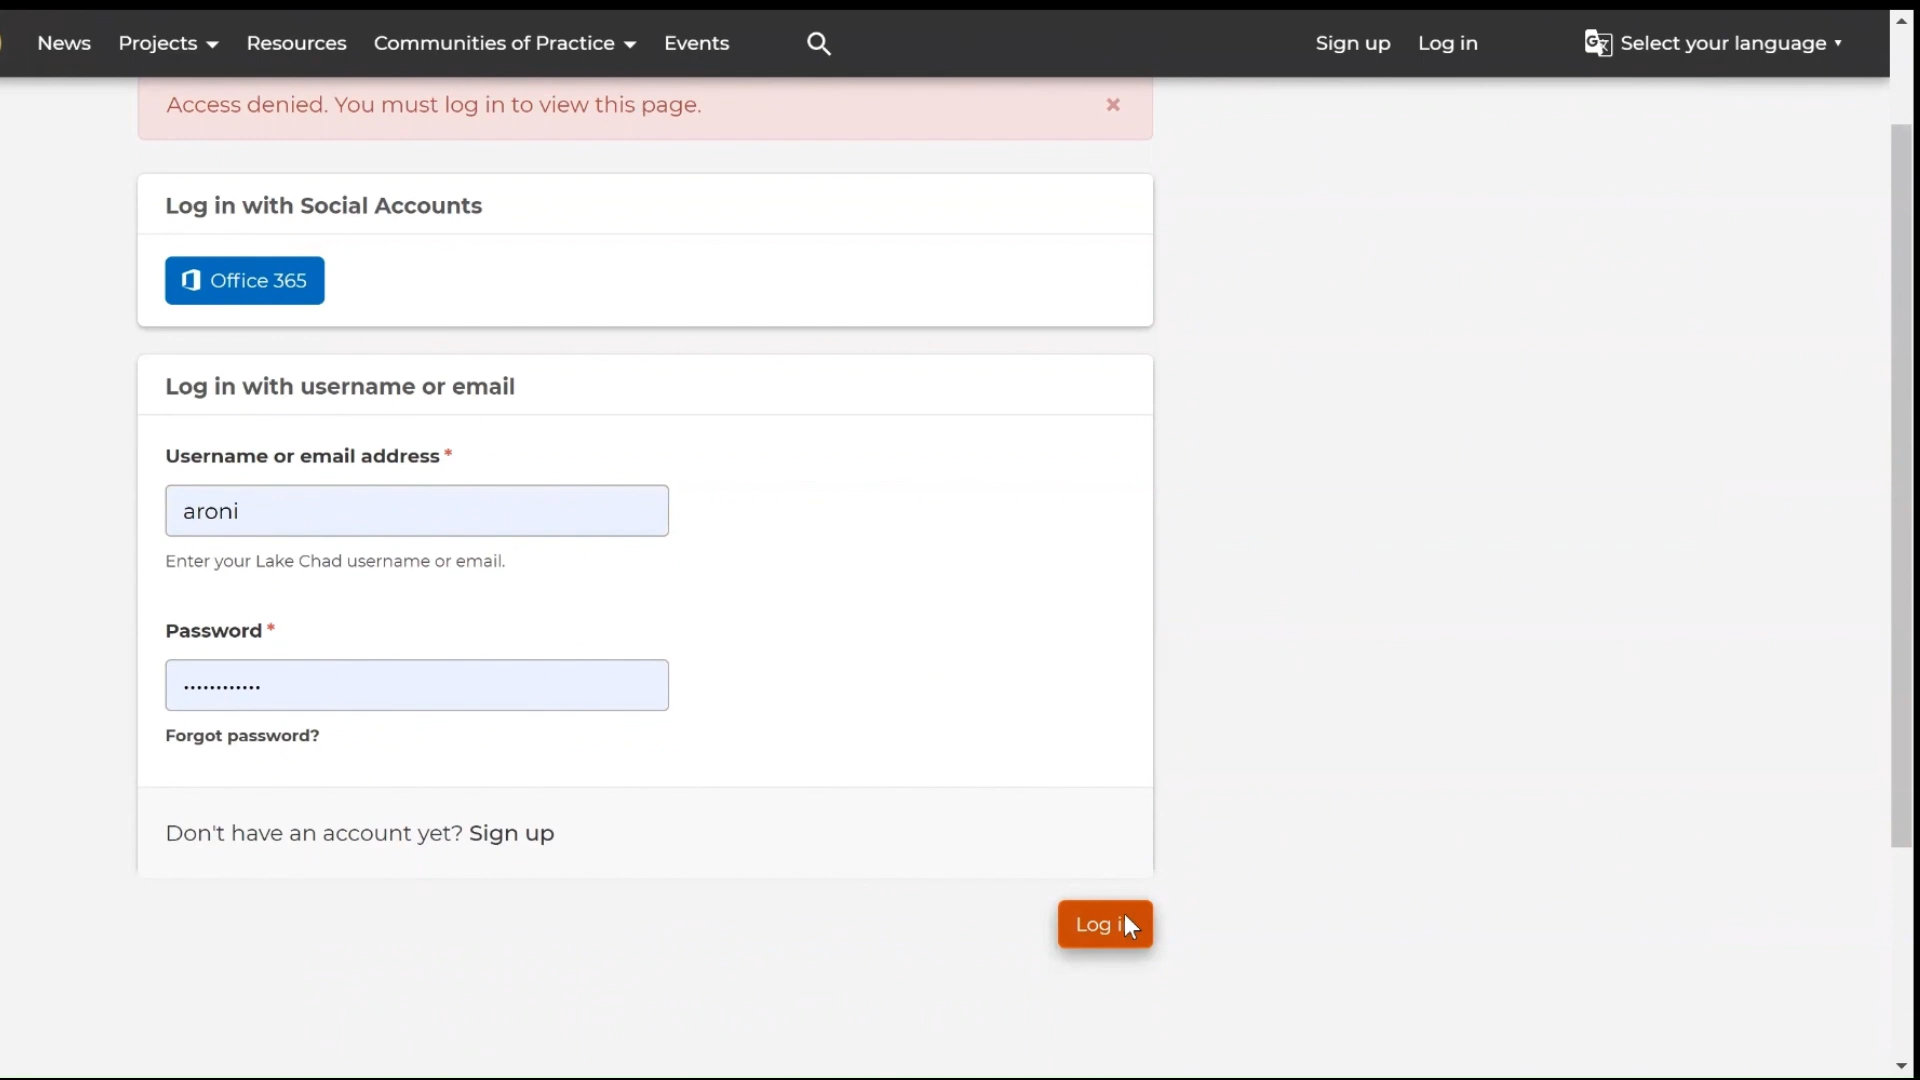 News Projects Resources Communities of Practice Events Sign up Log in Select your language
Access denied. You must log in to view this page.
Log in with Social Accounts
Office 365
Log in with username or email
Username or email address *
aroni
Enter your Lake Chad username or email.
Password *
••••••••••••
Forgot password?
Don't have an account yet? Sign up
Log in